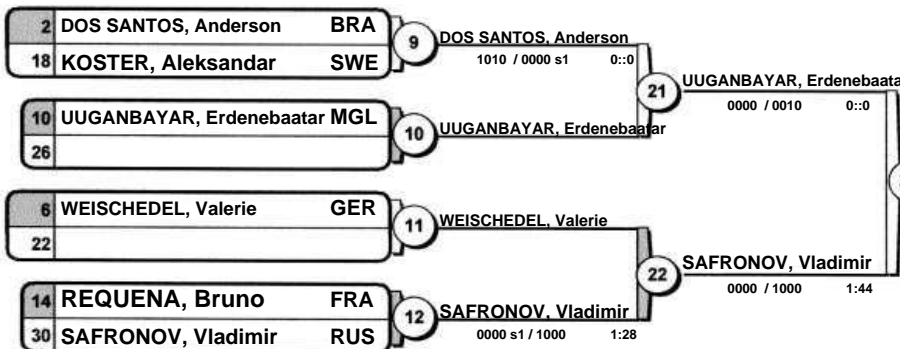 2 DOS SANTOS, Anderson BRA
18 KOSTER, Aleksandar SWE
9
DOS SANTOS, Anderson
1010 / 0000 s1 0::0
10 UUGANBAYAR, Erdenebaatar MGL
26
10
UUGANBAYAR, Erdenebaatar
21
UUGANBAYAR, Erdenebaata
0000 / 0010 0::0
6 WEISCHEDEL, Valerie GER
22
11
WEISCHEDEL, Valerie
14 REQUENA, Bruno FRA
30 SAFRONOV, Vladimir RUS
12
SAFRONOV, Vladimir
0000 s1 / 1000 1:28
22
SAFRONOV, Vladimir
0000 / 1000 1:44